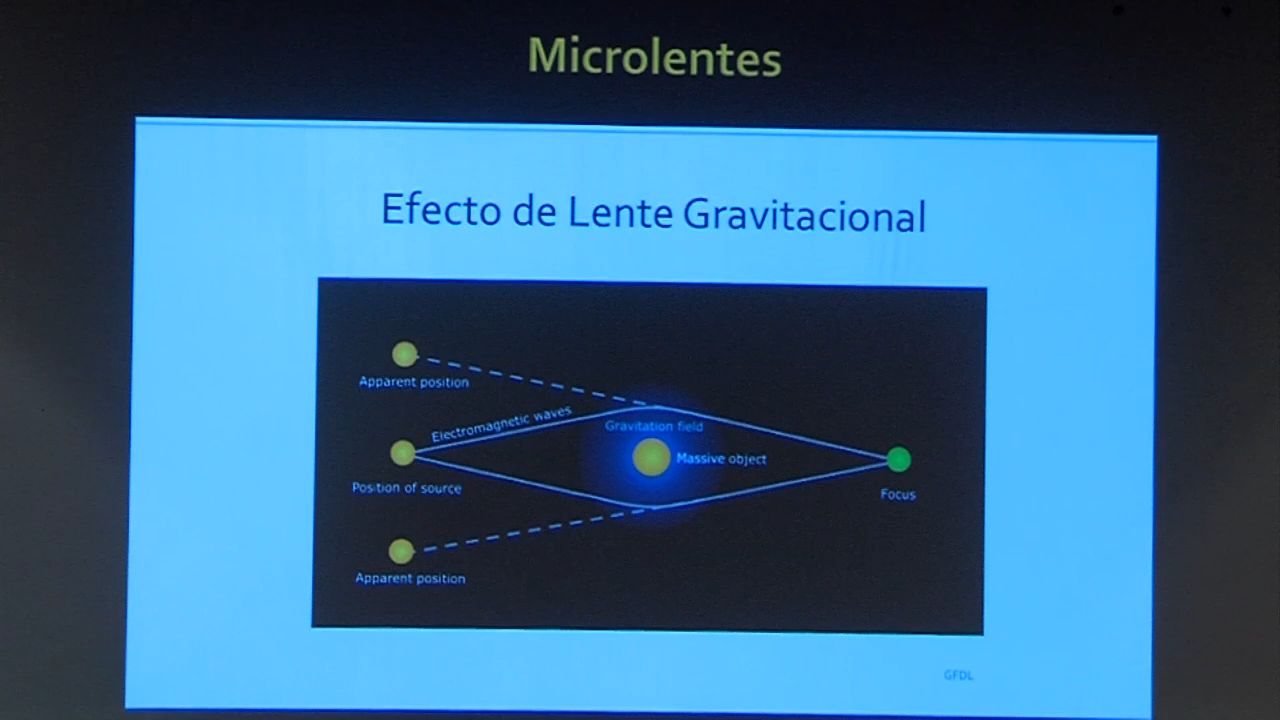 Microlentes
Efecto de Lente Gravitacional
Apparent position
Electromagnetic waves
Gravitation field
Massive object
Position of source
Focus
Apparent position
GFDL